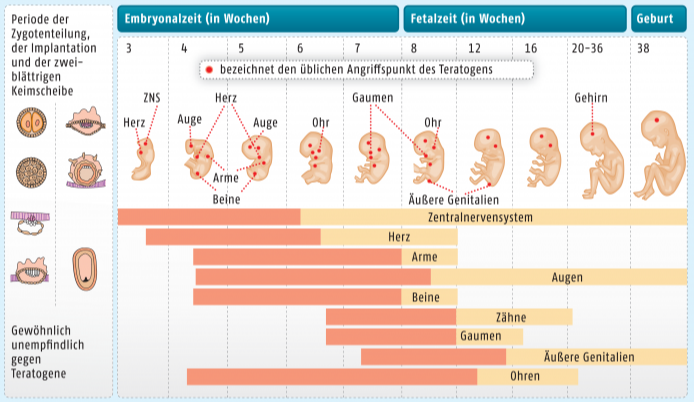 Periode der
Zygotenteilung,
der Implantation
und der zwei-
blättrigen
Keimscheibe
Gewöhnlich
unempfindlich
gegen
Teratogene
Embryonalzeit (in Wochen)
Fetalzeit (in Wochen)
Geburt
3 4 5 6 7 8 12 16 20–36 38
bezeichnet den üblichen Angriffspunkt des Teratogens
ZNS
Herz
Auge
Herz
Auge
Arme
Beine
Ohr
Gaumen
Ohr
Äußere Genitalien
Gehirn
Zentralnervensystem
Herz
Arme
Augen
Beine
Zähne
Gaumen
Äußere Genitalien
Ohren